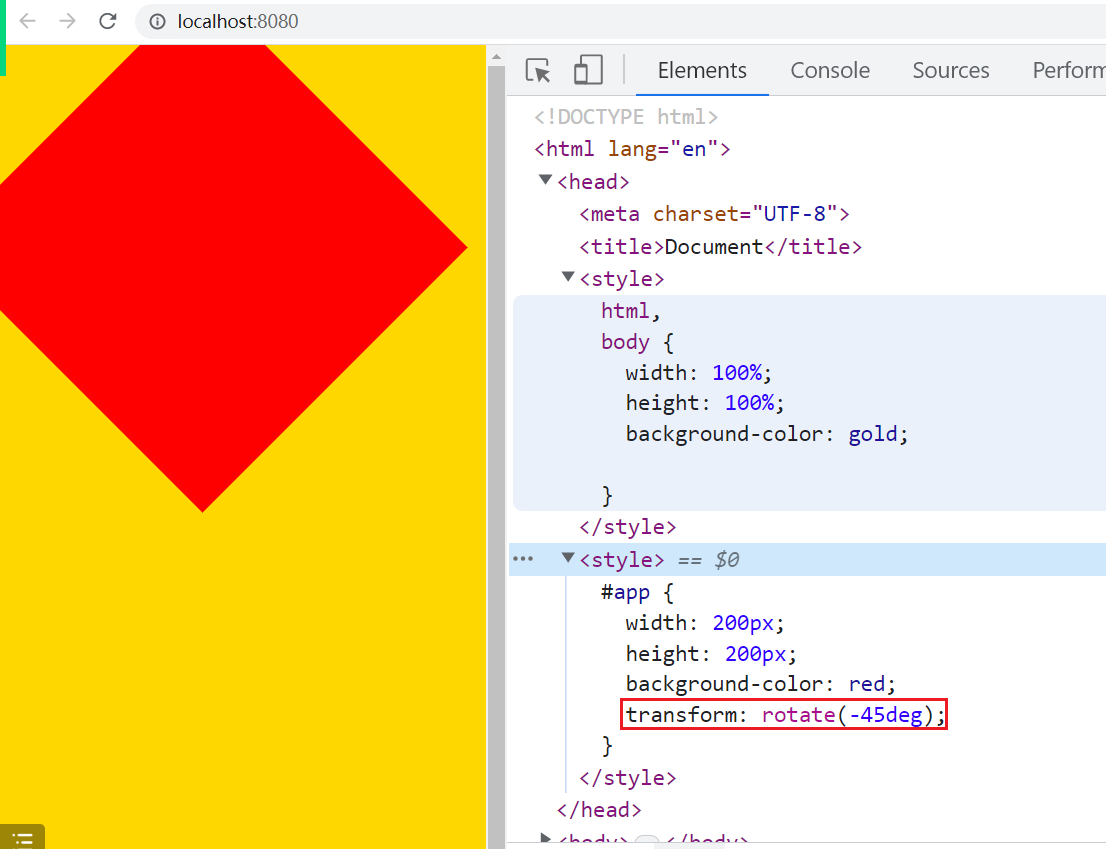 localhost:8080
Elements Console Sources Perform
<!DOCTYPE html>
<html lang="en">
<head>
<meta charset="UTF-8">
<title>Document</title>
<style>
html,
body {
width: 100%;
height: 100%;
background-color: gold;
}
</style>
<style> == $0
#app {
width: 200px;
height: 200px;
background-color: red;
transform: rotate(-45deg);
}
</style>
</head>
<body> … </body>